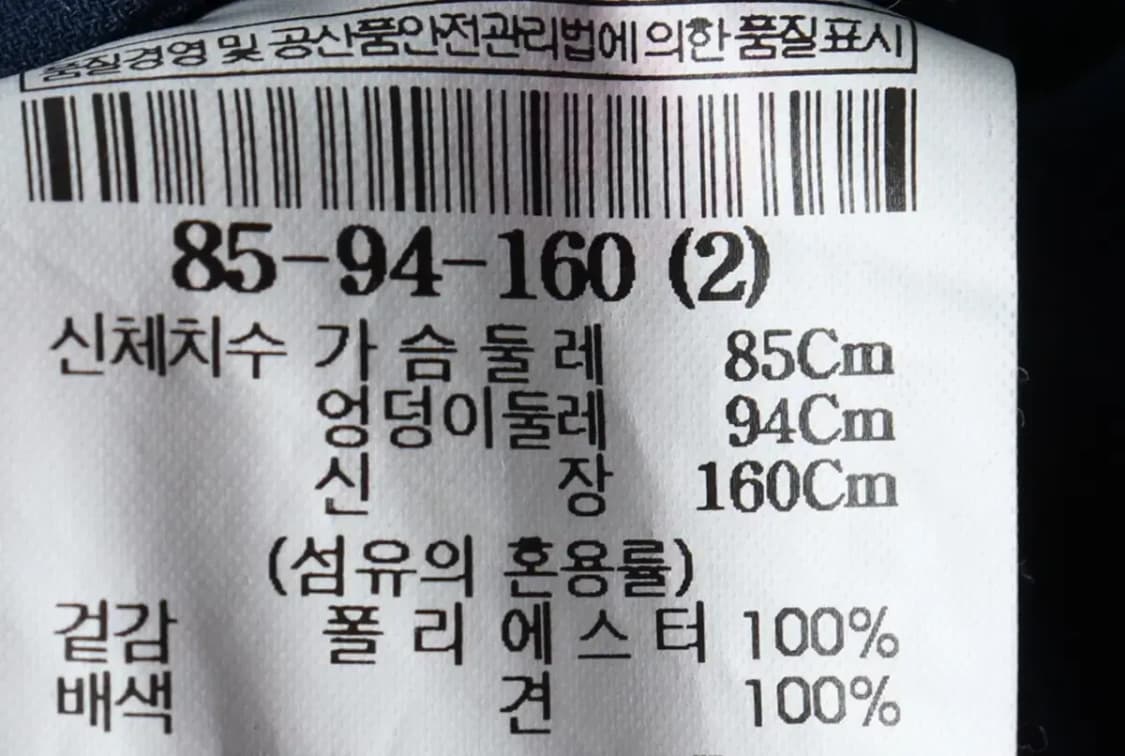 품질경영 및 공산품안전관리법에 의한 품질표시
85-94-160 (2)
신체치수 가슴둘레 85Cm
엉덩이둘레 94Cm
신장 160Cm
(섬유의 혼용률)
겉감 폴리에스터 100%
배색 견 100%